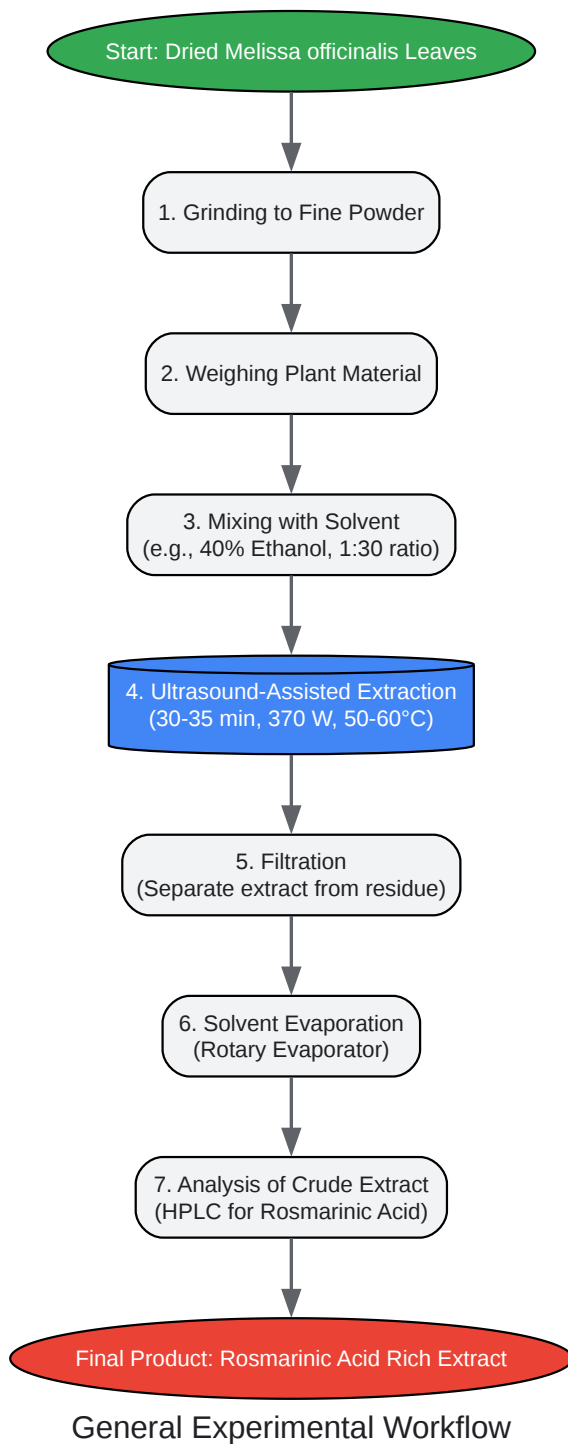 Start: Dried Melissa officinalis Leaves
1. Grinding to Fine Powder
2. Weighing Plant Material
3. Mixing with Solvent
(e.g., 40% Ethanol, 1:30 ratio)
4. Ultrasound-Assisted Extraction
(30-35 min, 370 W, 50-60°C)
5. Filtration
(Separate extract from residue)
6. Solvent Evaporation
(Rotary Evaporator)
7. Analysis of Crude Extract
(HPLC for Rosmarinic Acid)
Final Product: Rosmarinic Acid Rich Extract
General Experimental Workflow